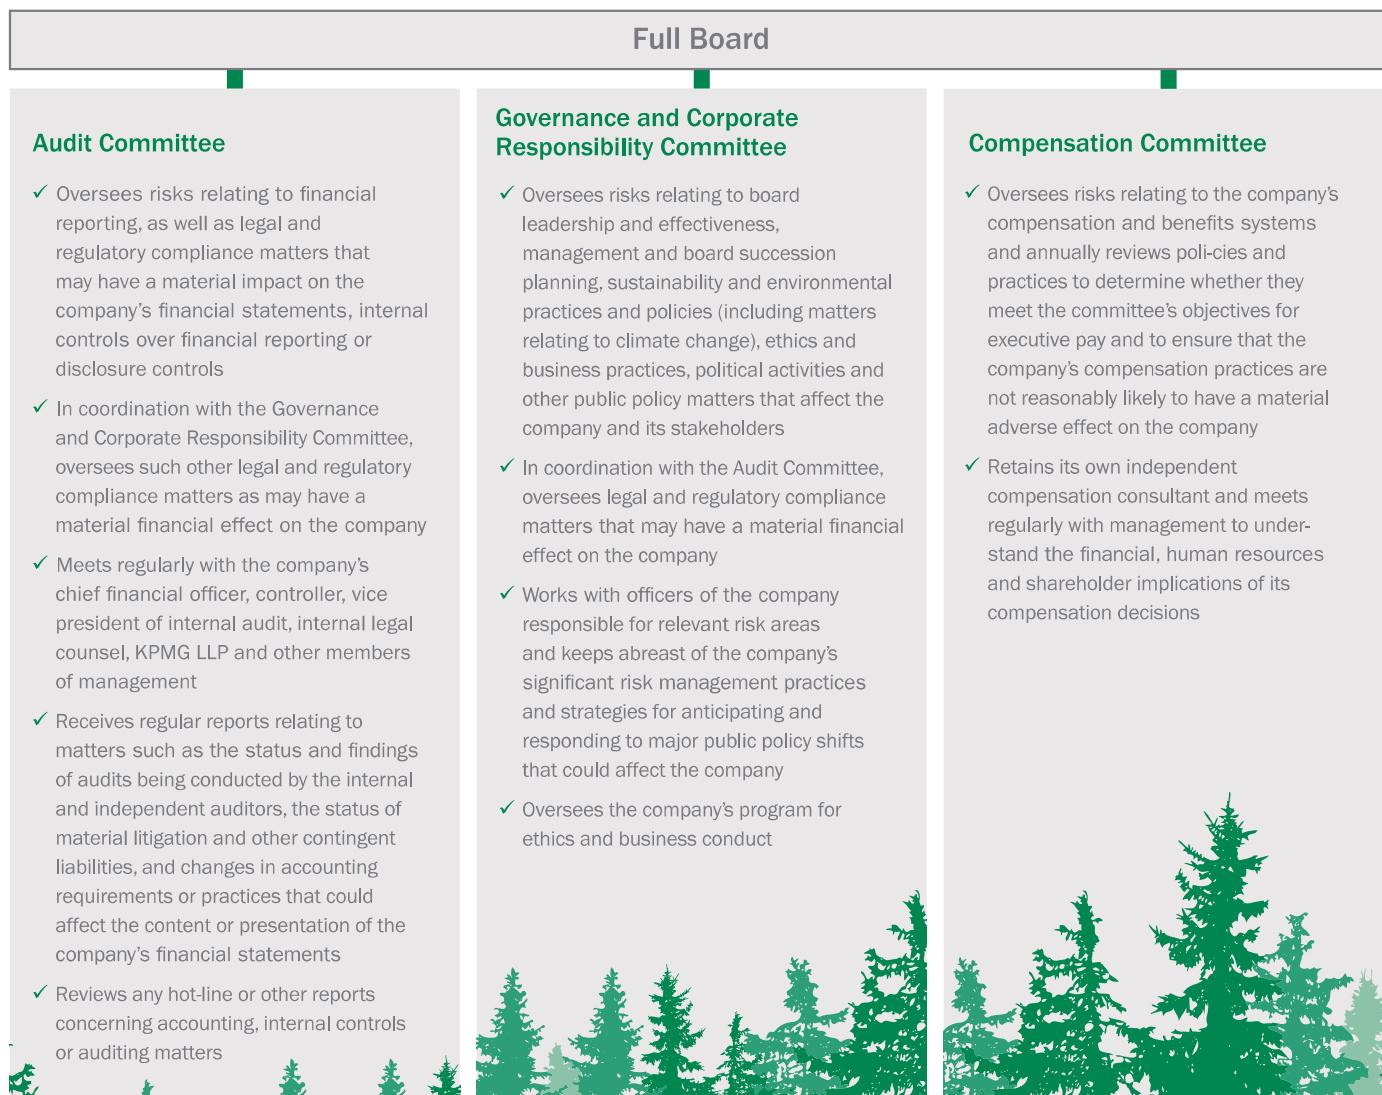 Full Board
Audit Committee
Oversees risks relating to financial
reporting, as well as legal and
regulatory compliance matters that
may have a material impact on the
company's financial statements, internal
controls over financial reporting or
disclosure controls
In coordination with the Governance
and Corporate Responsibility Committee,
oversees such other legal and regulatory
compliance matters as may have a
material financial effect on the company
Meets regularly with the company's
chief financial officer, controller, vice
president of internal audit, internal legal
counsel, KPMG LLP and other members
of management
Receives regular reports relating to
matters such as the status and findings
of audits being conducted by the internal
and independent auditors, the status of
material litigation and other contingent
liabilities, and changes in accounting
requirements or practices that could
affect the content or presentation of the
company's financial statements
Reviews any hot-line or other reports
concerning accounting, internal controls
or auditing matters
Governance and Corporate
Responsibility Committee
Oversees risks relating to board
leadership and effectiveness,
management and board succession
planning, sustainability and environmental
practices and policies (including matters
relating to climate change), ethics and
business practices, political activities and
other public policy matters that affect the
company and its stakeholders
In coordination with the Audit Committee,
oversees legal and regulatory compliance
matters that may have a material financial
effect on the company
Works with officers of the company
responsible for relevant risk areas
and keeps abreast of the company's
significant risk management practices
and strategies for anticipating and
responding to major public policy shifts
that could affect the company
Oversees the company's program for
ethics and business conduct
Compensation Committee
Oversees risks relating to the company's
compensation and benefits systems
and annually reviews poli-cies and
practices to determine whether they
meet the committee's objectives for
executive pay and to ensure that the
company's compensation practices are
not reasonably likely to have a material
adverse effect on the company
Retains its own independent
compensation consultant and meets
regularly with management to under-
stand the financial, human resources
and shareholder implications of its
compensation decisions